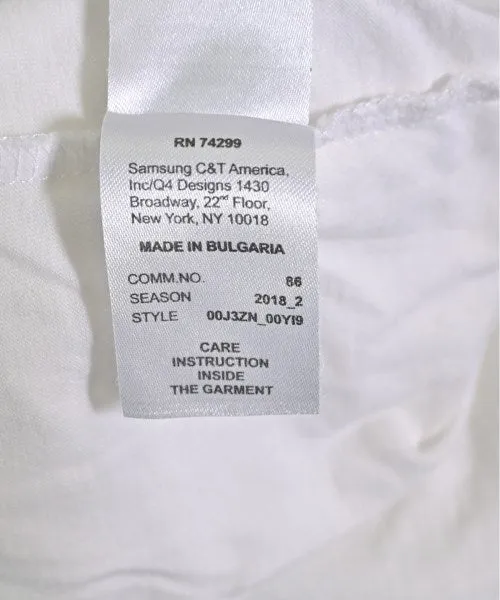 RN 74299
Samsung C&T America,
Inc/Q4 Designs 1430
Broadway, 22nd Floor,
New York, NY 10018
MADE IN BULGARIA
COMM.NO. 86
SEASON 2018_2
STYLE 00J3ZN_00YI9
CARE
INSTRUCTION
INSIDE
THE GARMENT